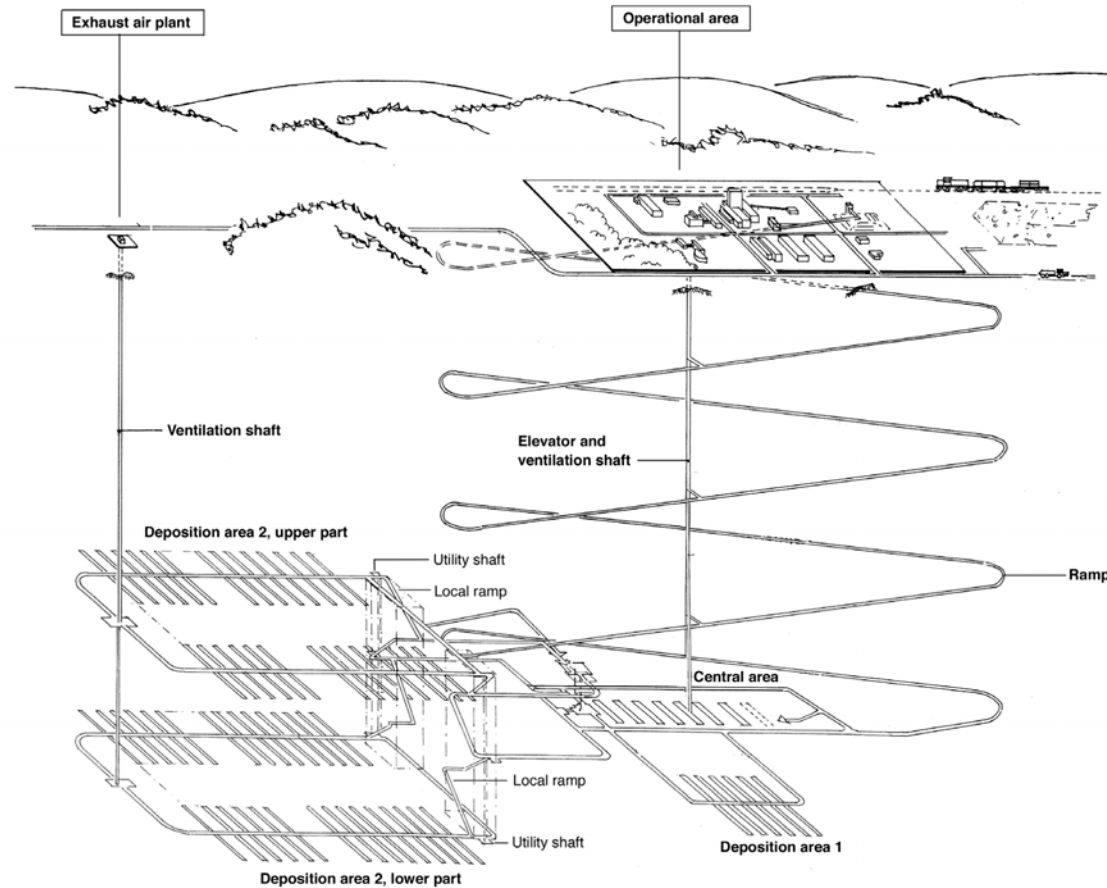 Exhaust air plant
Operational area
Ventilation shaft
Elevator and
ventilation shaft
Deposition area 2, upper part
Utility shaft
Local ramp
Ramp
Central area
Local ramp
Utility shaft
Deposition area 1
Deposition area 2, lower part